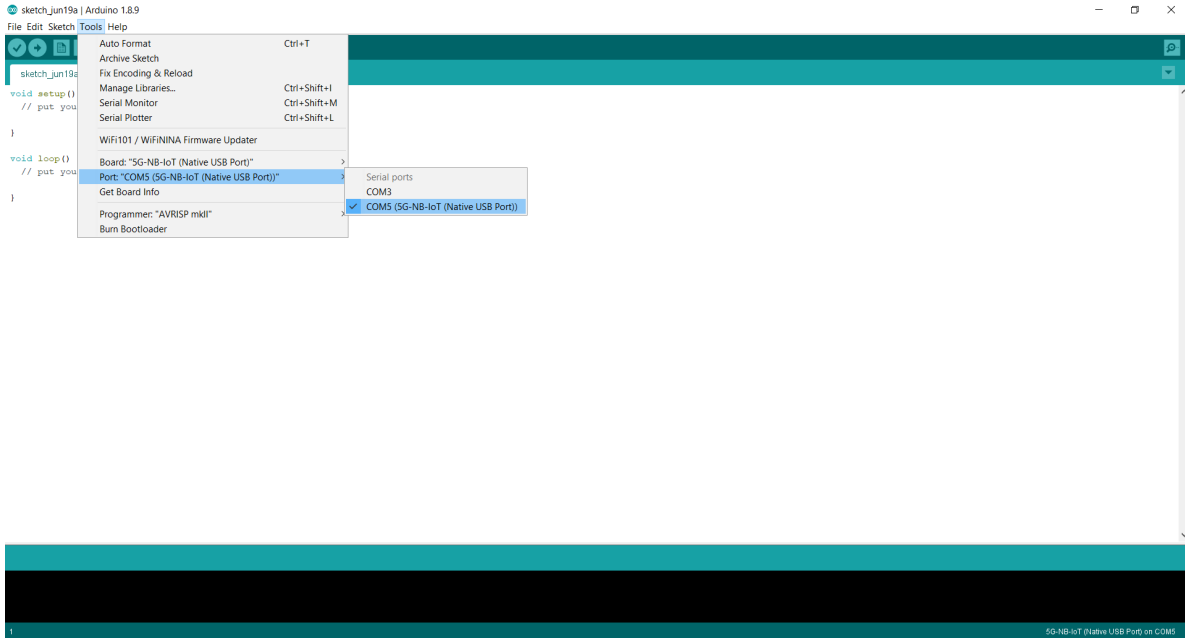 sketch_jun19a | Arduino 1.8.9
File Edit Sketch Tools Help
sketch_jun19a
Auto Format Ctrl+T
Archive Sketch
Fix Encoding & Reload
Manage Libraries... Ctrl+Shift+I
Serial Monitor Ctrl+Shift+M
Serial Plotter Ctrl+Shift+L
WiFi101 / WiFiNINA Firmware Updater
Board: "5G-NB-IoT (Native USB Port)"
Port: "COM5 (5G-NB-IoT (Native USB Port))"
Get Board Info
Programmer: "AVRISP mkII"
Burn Bootloader
Serial ports
COM3
COM5 (5G-NB-IoT (Native USB Port))
void setup()
// put you
}
void loop()
// put you
}
1
5G-NB-IoT (Native USB Port) on COM5